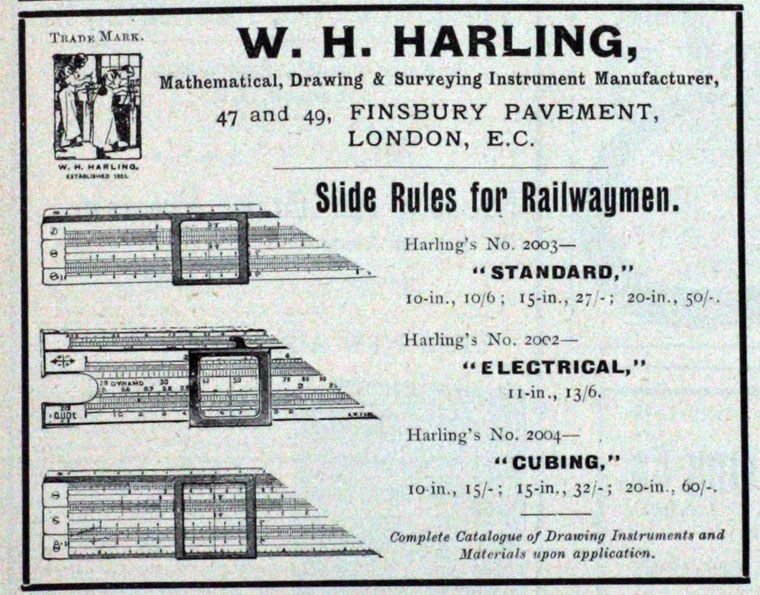 TRADE MARK.
W. H. HARLING,
Mathematical, Drawing & Surveying Instrument Manufacturer,
47 and 49, FINSBURY PAVEMENT,
LONDON, E.C.
W. H. HARLING.
ESTABLISHED 1851.
Slide Rules for Railwaymen.
Harling's No. 2003—
"STANDARD,"
10-in., 10/6; 15-in., 27/-; 20-in., 50/-.
Harling's No. 2002—
"ELECTRICAL,"
11-in., 13/6.
DYNAMO
Harling's No. 2004—
"CUBING,"
10-in., 15/-; 15-in., 32/-; 20-in., 60/-.
Complete Catalogue of Drawing Instruments and
Materials upon application.